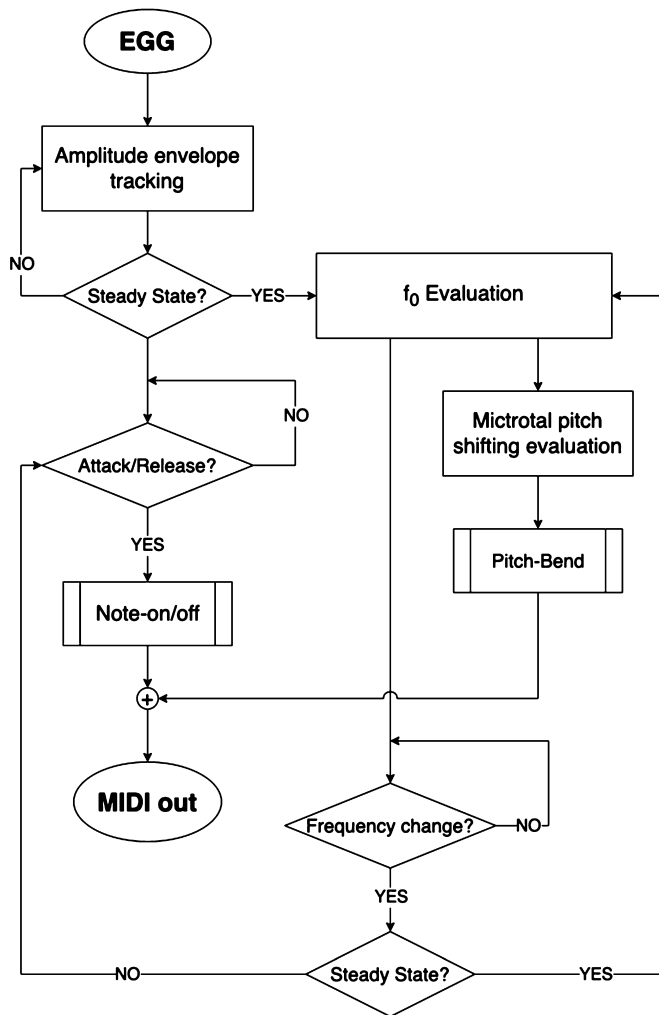 EGG
Amplitude envelope
tracking
NO
Steady State?
YES
f₀ Evaluation
NO
Attack/Release?
Mictrotal pitch
shifting evaluation
YES
Pitch-Bend
Note-on/off
+
MIDI out
Frequency change?
NO
YES
NO
Steady State?
YES